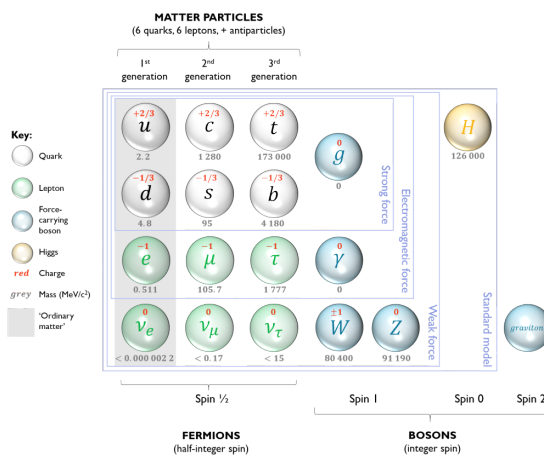 MATTER PARTICLES
(6 quarks, 6 leptons, + antiparticles)
1st generation
2nd generation
3rd generation
Key:
Quark
Lepton
Force-
carrying
boson
Higgs
red Charge
grey Mass (MeV/c²)
'Ordinary
matter'
+2/3 +2/3 +2/3
u c t
2.2 1 280 173 000
0
g
0
H
126 000
−1/3 −1/3 −1/3
d s b
4.8 95 4 180
Strong force
−1 −1 −1 0
e μ τ γ
0.511 105.7 1 777 0
Electromagnetic force
0 0 0 ±1 0
νe νμ ντ W Z
< 0.000 002 2 < 0.17 < 15 80 400 91 190
Weak force
Standard model
graviton
Spin ½ Spin 1 Spin 0 Spin 2
FERMIONS
(half-integer spin)
BOSONS
(integer spin)